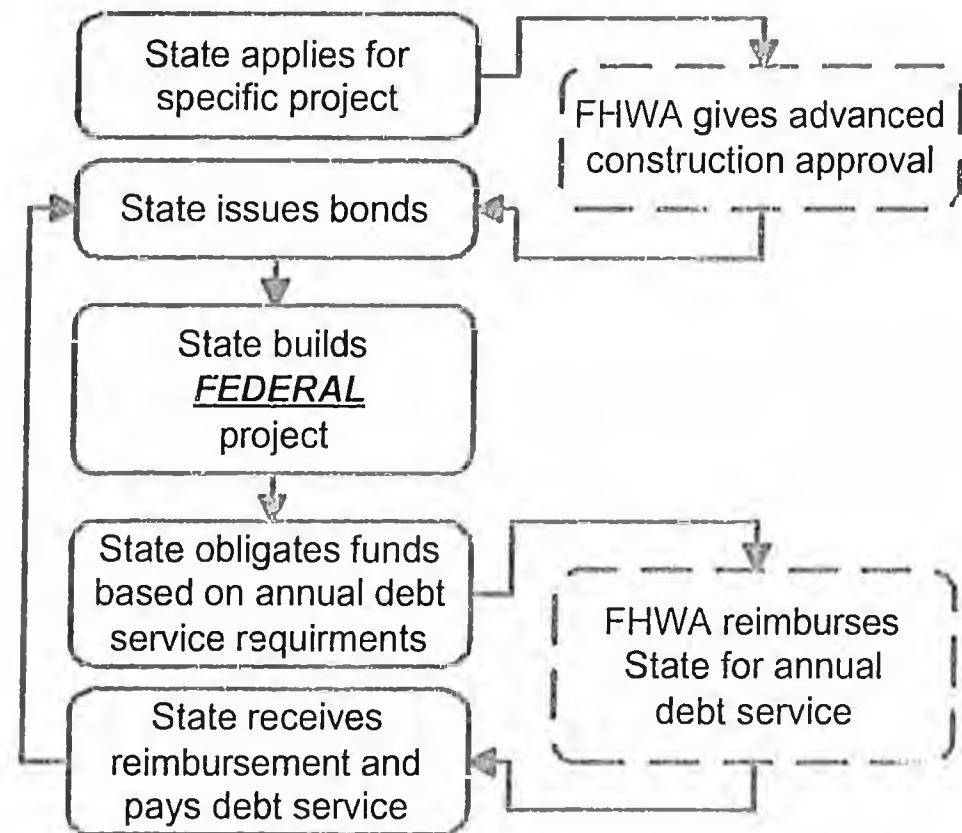 State applies for
specific project
FHWA gives advanced
construction approval
State issues bonds
State builds
FEDERAL
project
State obligates funds
based on annual debt
service requirments
FHWA reimburses
State for annual
debt service
State receives
reimbursement and
pays debt service